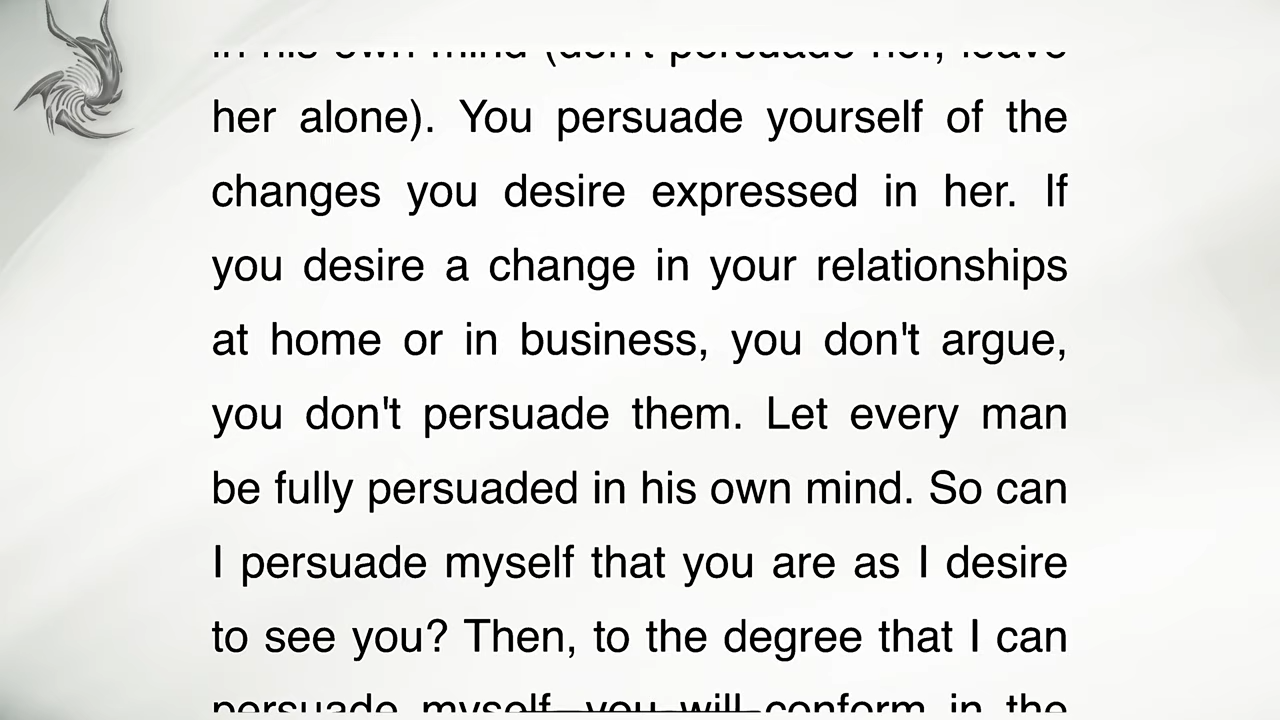 in his own mind (don't persuade her, leave
her alone). You persuade yourself of the
changes you desire expressed in her. If
you desire a change in your relationships
at home or in business, you don't argue,
you don't persuade them. Let every man
be fully persuaded in his own mind. So can
I persuade myself that you are as I desire
to see you? Then, to the degree that I can
persuade myself you will conform in the